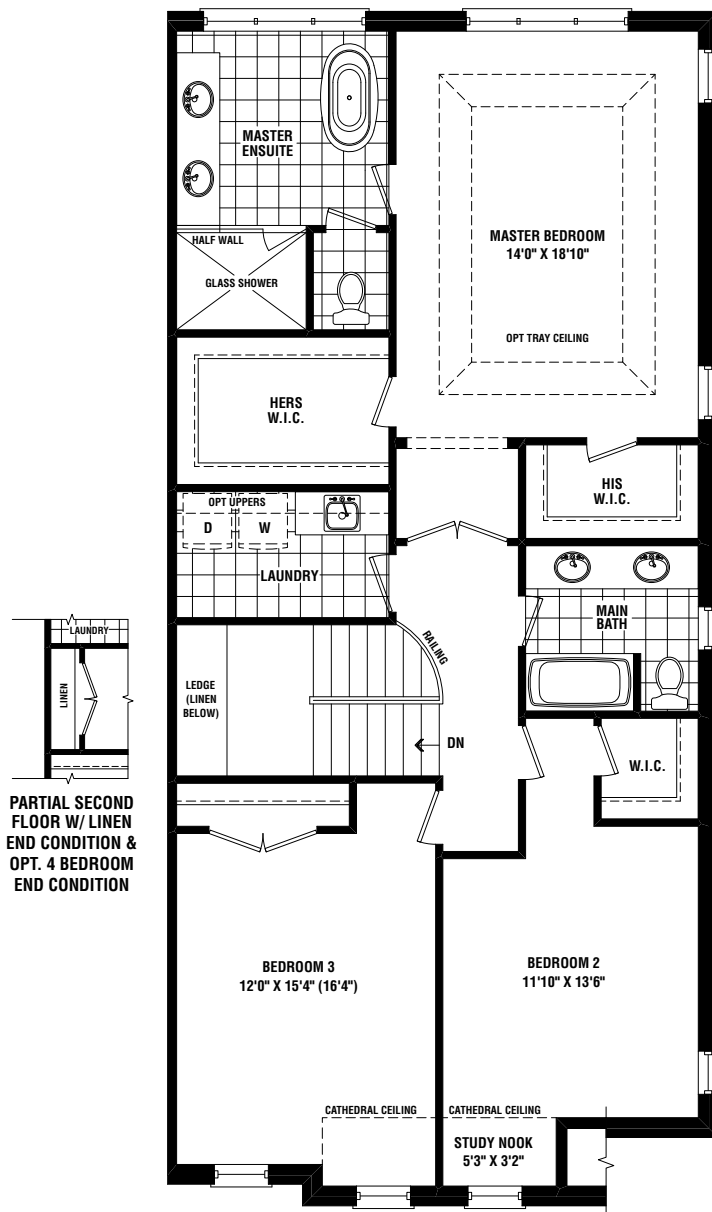 MASTER
ENSUITE
HALF WALL
GLASS SHOWER
MASTER BEDROOM
14'0" X 18'10"
OPT TRAY CEILING
HERS
W.I.C.
HIS
W.I.C.
OPT UPPERS
D
W
LAUNDRY
MAIN
BATH
RAILING
LEDGE
(LINEN
BELOW)
DN
W.I.C.
LAUNDRY
LINEN
PARTIAL SECOND
FLOOR W/ LINEN
END CONDITION &
OPT. 4 BEDROOM
END CONDITION
BEDROOM 3
12'0" X 15'4" (16'4")
BEDROOM 2
11'10" X 13'6"
CATHEDRAL CEILING
CATHEDRAL CEILING
STUDY NOOK
5'3" X 3'2"